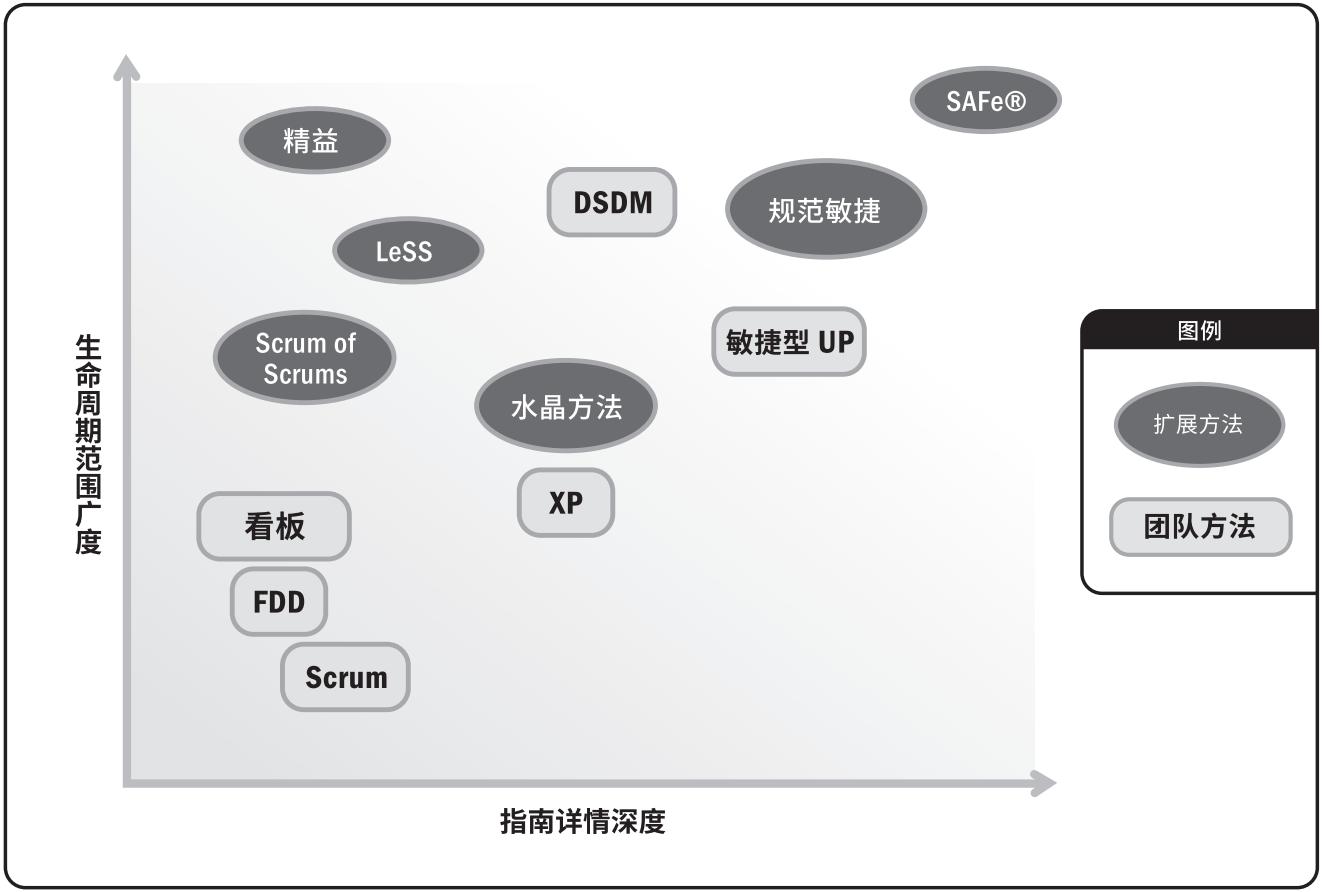 SAFe®
精益
DSDM
规范敏捷
LeSS
Scrum of
Scrums
敏捷型 UP
水晶方法
XP
看板
FDD
Scrum
生命周期范围广度
指南详情深度
图例
扩展方法
团队方法